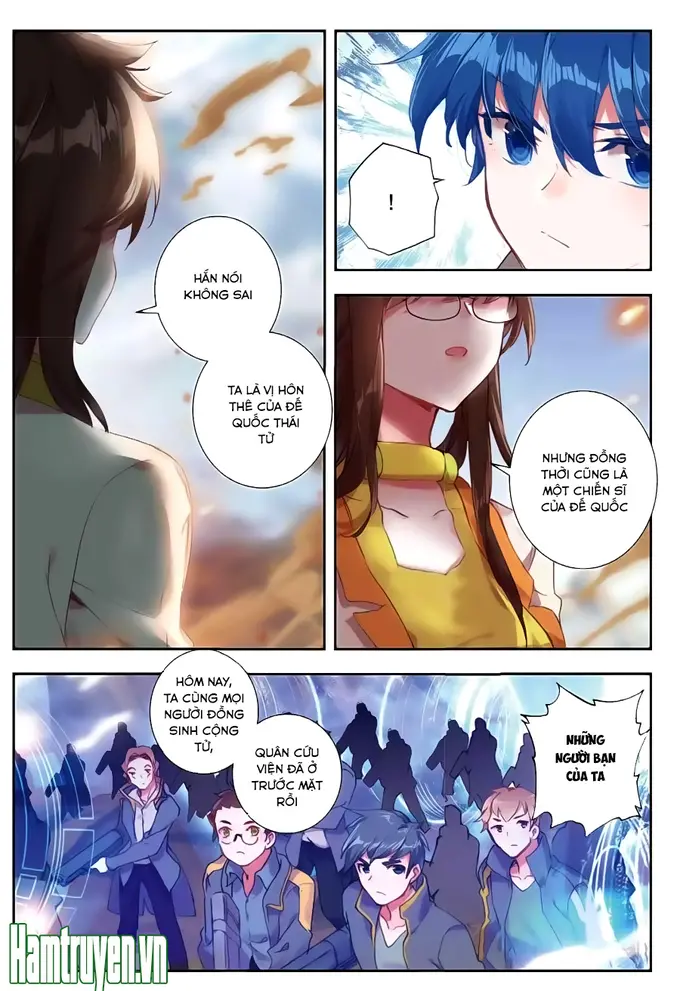 HẮN NÓI
KHÔNG SAI
TA LÀ VỊ HÔN
THÊ CỦA ĐẾ
QUỐC THÁI
TỬ
!
NHƯNG ĐỒNG
THỜI CŨNG LÀ
MỘT CHIẾN SĨ
CỦA ĐẾ QUỐC
HÔM NAY,
TA CÙNG MỌI
NGƯỜI ĐỒNG
SINH CỘNG
TỬ,
QUÂN CỨU
VIỆN ĐÃ Ở
TRƯỚC MẶT
RỒI
NHỮNG
NGƯỜI BẠN
CỦA TA
Hamtruyen.vn